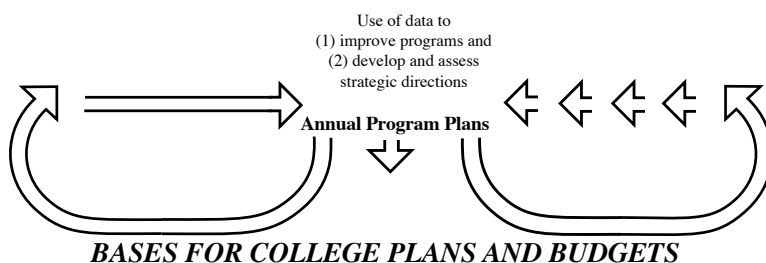 Use of data to
(1) improve programs and
(2) develop and assess
strategic directions
Annual Program Plans
BASES FOR COLLEGE PLANS AND BUDGETS